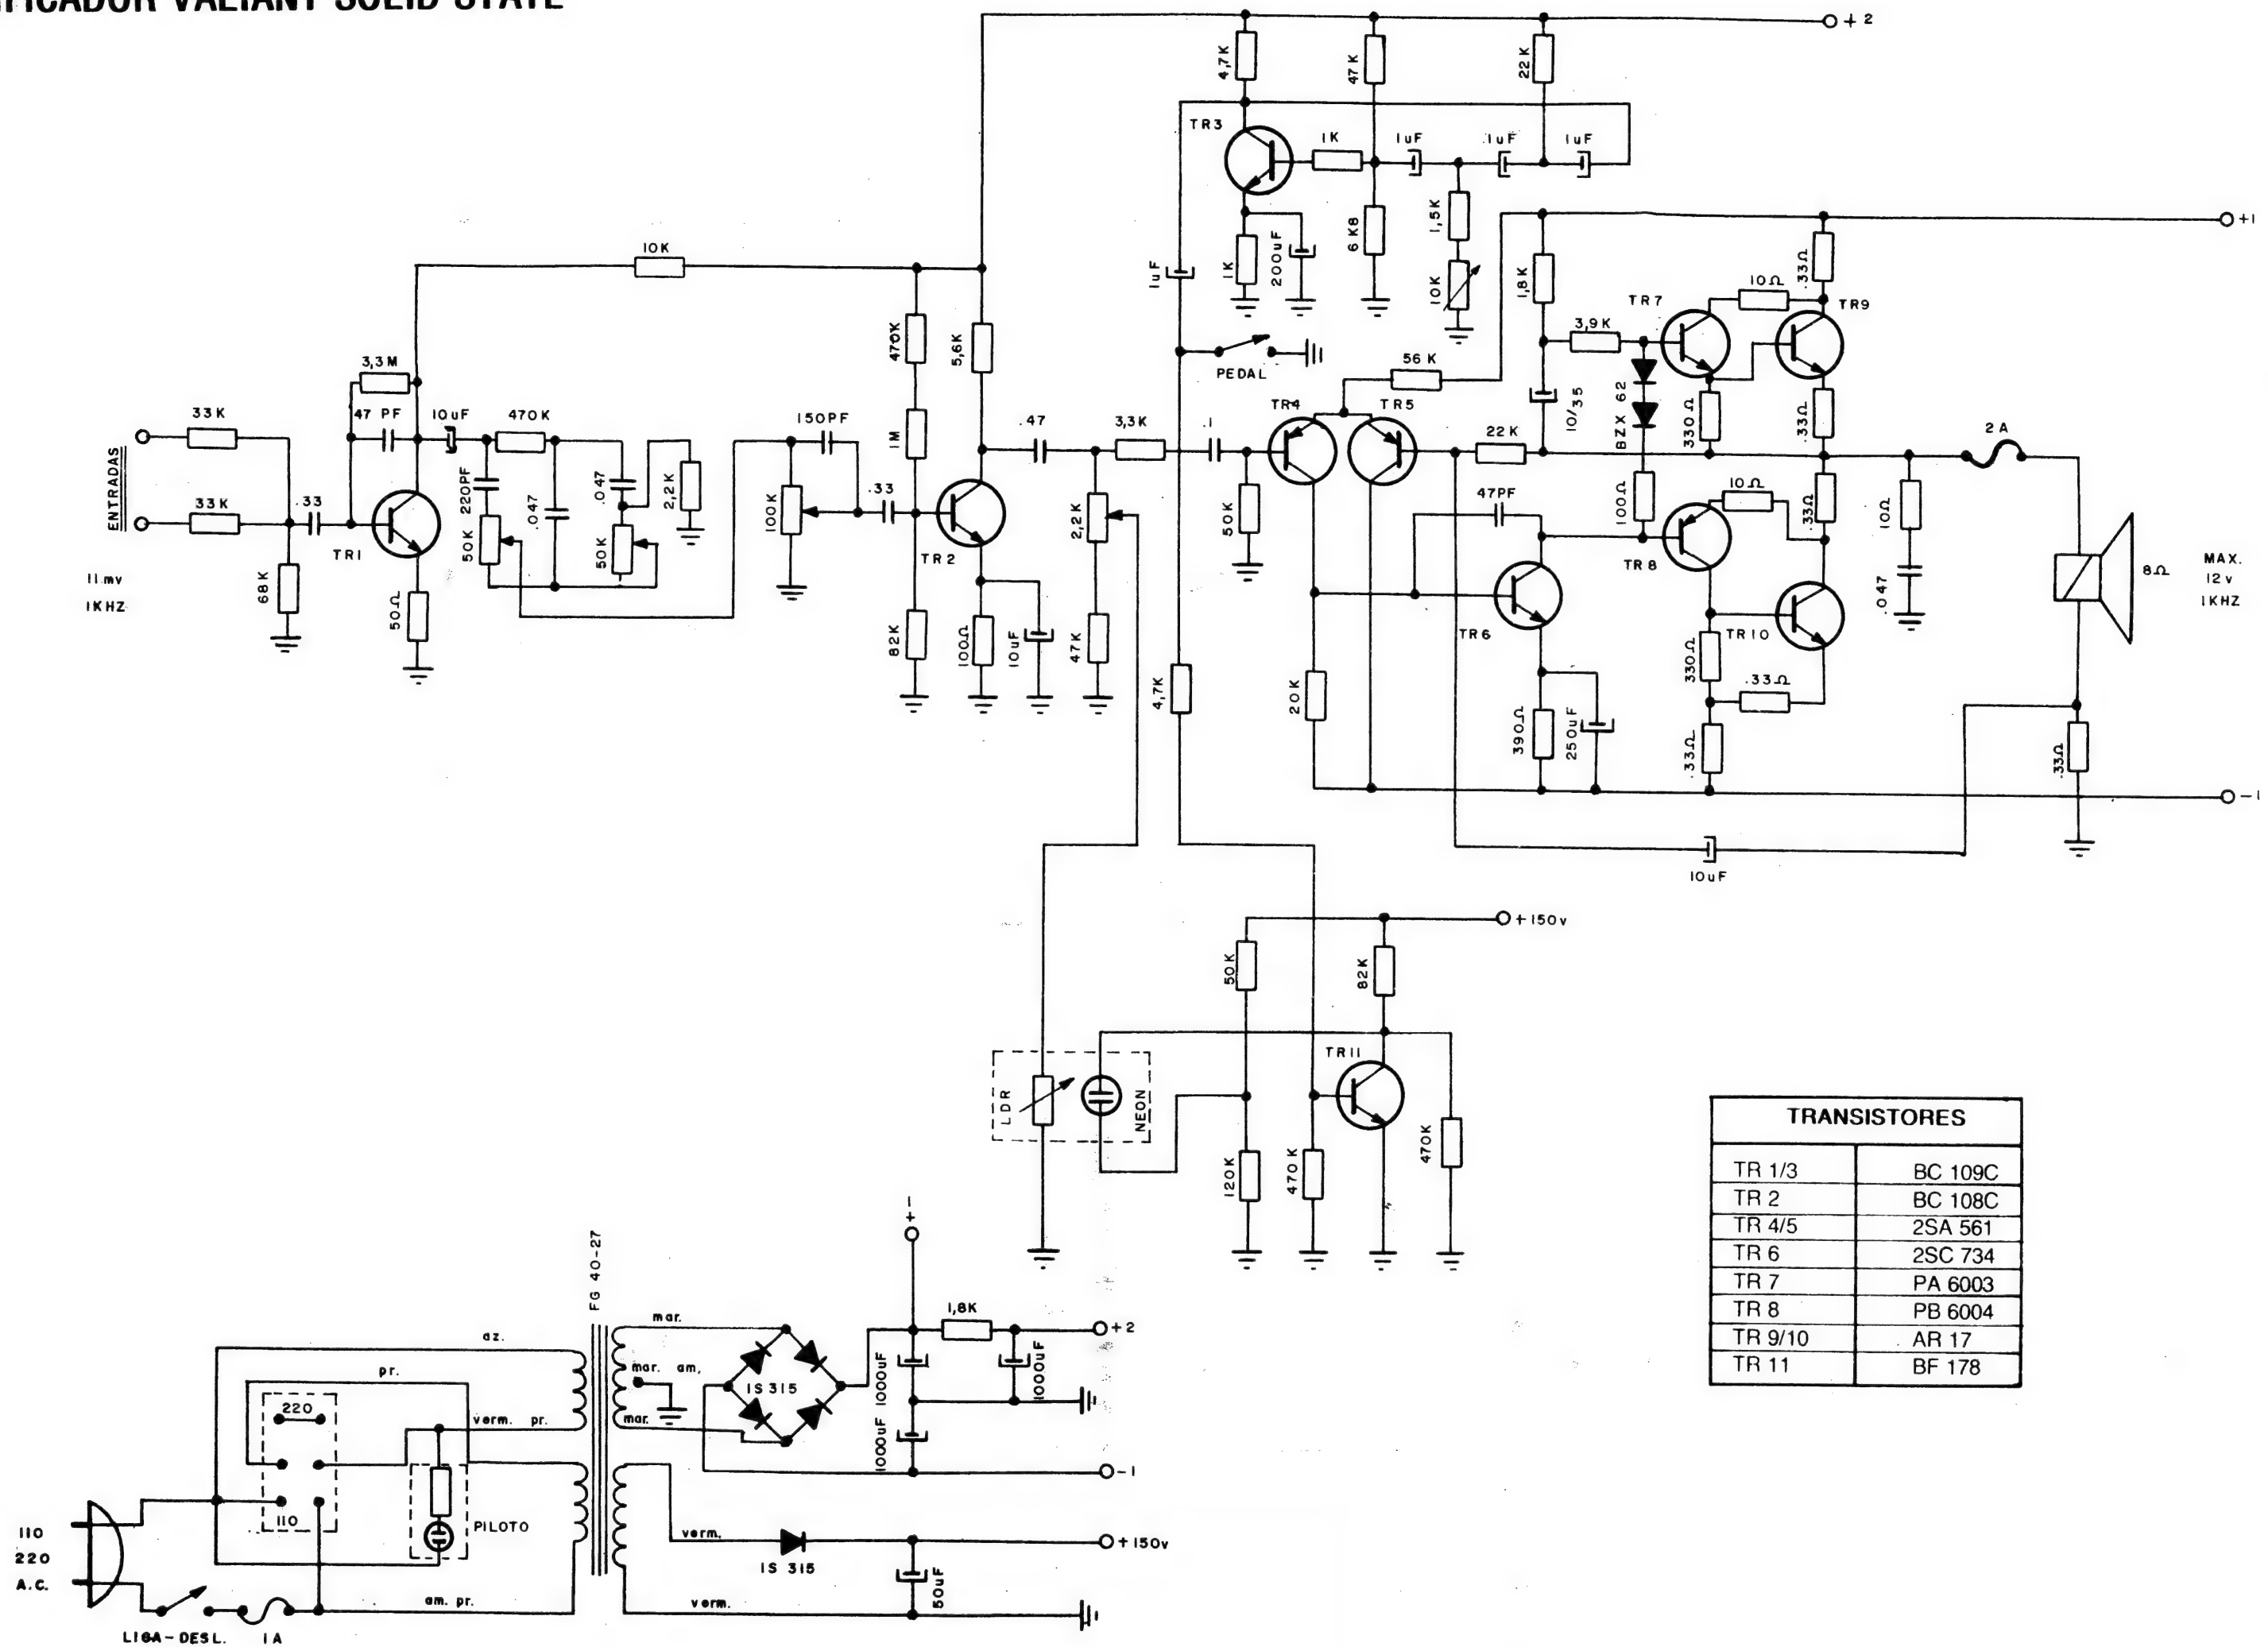 VALIANT SOLID STATE
+ 2
4,7K
47K
22K
TR3
1K
1uF
.1uF
1uF
1K
200uF
6K8
1,5K
10K
+1
10K
1uF
1,8K
.33Ω
10Ω
TR7
TR9
3,9K
470K
5,6K
PEDAL
56 K
3,3M
47 PF
10uF
470K
33K
150PF
.47
3,3K
.1
TR4
TR5
10/35
BZX 62
330Ω
.33Ω
22K
2A
ENTRADAS
33K
.33
220PF
.047
.047
2,2K
100K
.33
1M
2,2K
50K
47PF
100Ω
10Ω
.33Ω
10Ω
TR1
50K
50K
TR2
TR8
8Ω
MAX.
12v
1KHZ
11 mv
1KHZ
68K
50Ω
82K
100Ω
10uF
47K
TR6
TR10
.047
4,7K
20K
330Ω
.33Ω
390Ω
250uF
.33Ω
.33Ω
-1
10uF
+150v
50K
82K
LDR
NEON
TR11
120K
470K
470K
TRANSISTORES
TR 1/3 BC 109C
TR 2 BC 108C
TR 4/5 2SA 561
TR 6 2SC 734
TR 7 PA 6003
TR 8 PB 6004
TR 9/10 AR 17
TR 11 BF 178
+1
FG 40-27
az.
mar.
1,8K
+2
pr.
mar. am.
IS 315
1000uF
1000uF
220
verm. pr.
mar.
1000uF
-1
110
PILOTO
110
220
A.C.
verm.
+150v
IS 315
50uF
am. pr.
verm.
LIGA-DESL.
1A